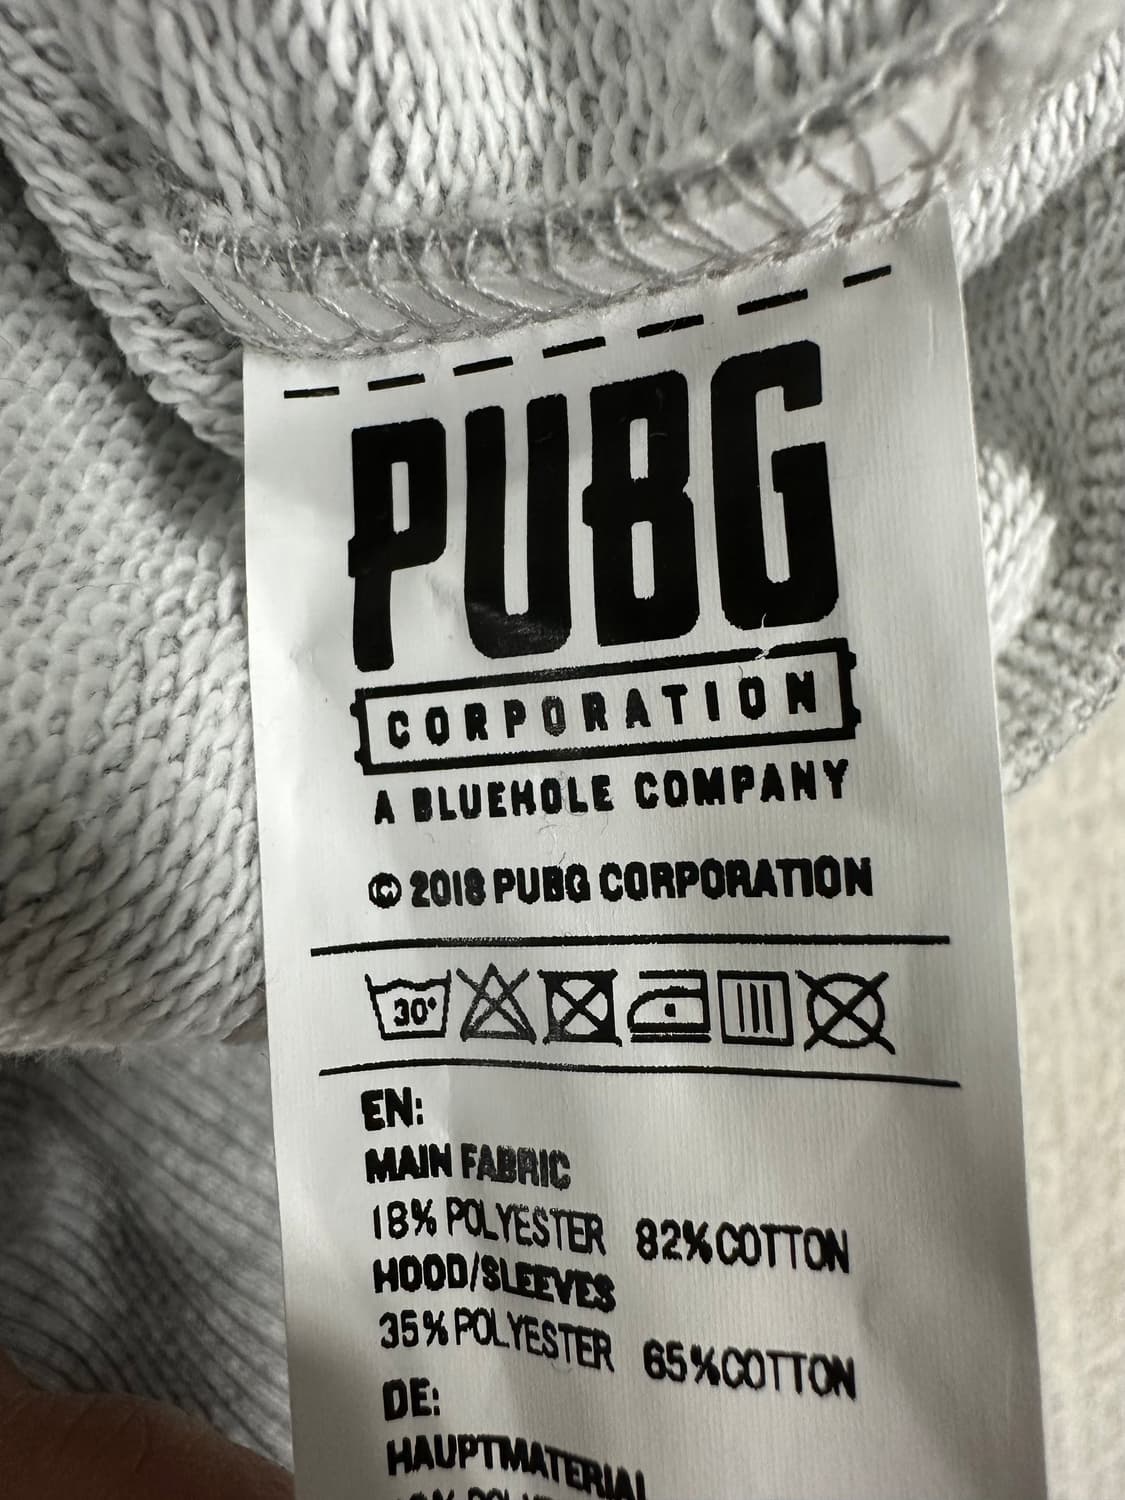 PUBG
CORPORATION
A BLUEHOLE COMPANY
© 2018 PUBG CORPORATION
30°
EN:
MAIN FABRIC
18% POLYESTER 82% COTTON
HOOD/SLEEVES
35% POLYESTER 65% COTTON
DE:
HAUPTMATERIAL